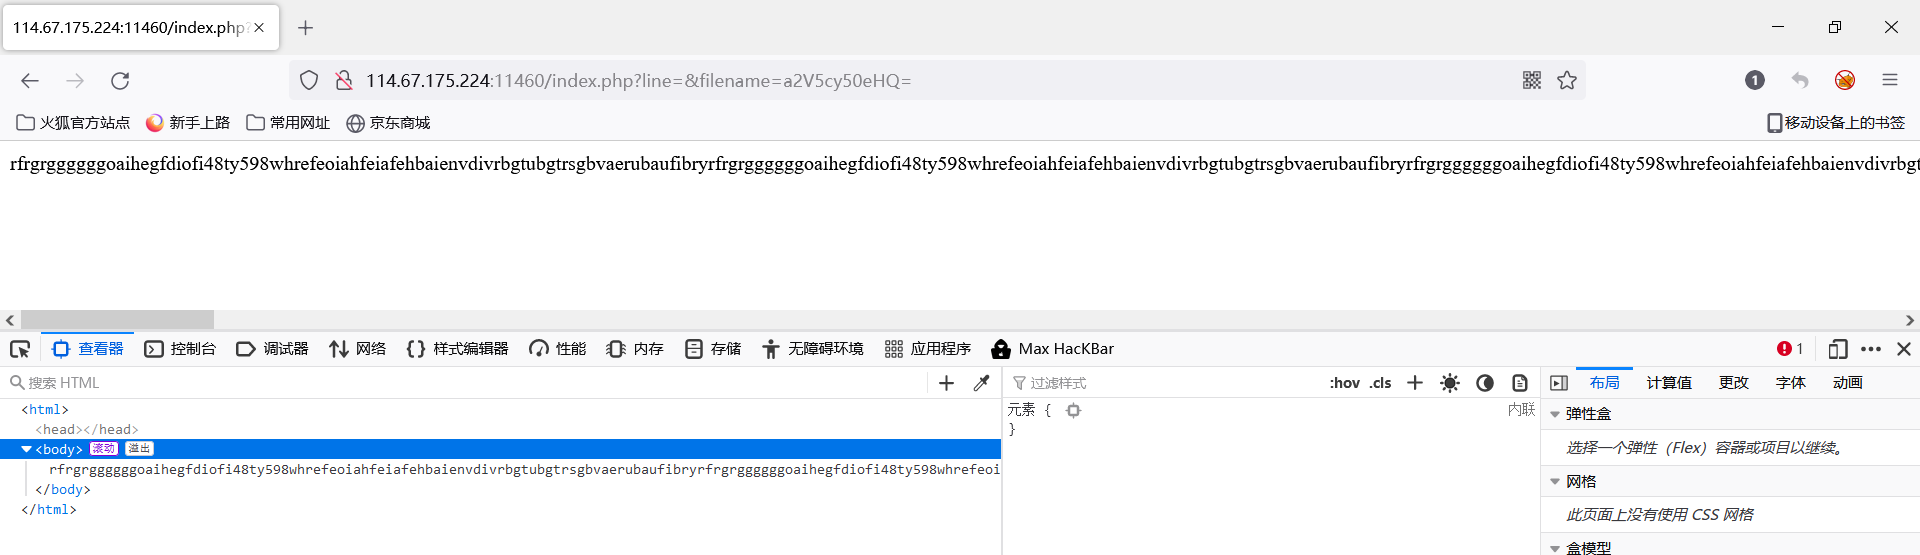 114.67.175.224:11460/index.php?
114.67.175.224:11460/index.php?line=&filename=a2V5cy50eHQ=
1
火狐官方站点 新手上路 常用网址 京东商城 移动设备上的书签
rfrgrggggggoaihegfdiofi48ty598whrefeoiahfeiafehbaienvdivrbgtubgtrsgbvaerubaufibryrfrgrggggggoaihegfdiofi48ty598whrefeoiahfeiafehbaienvdivrbgtubgtrsgbvaerubaufibryrfrgrggggggoaihegfdiofi48ty598whrefeoiahfeiafehbaienvdivrbgt
查看器 控制台 调试器 网络 样式编辑器 性能 内存 存储 无障碍环境 应用程序 Max HacKBar 1
搜索 HTML 过滤样式 :hov .cls 布局 计算值 更改 字体 动画
<html>
<head></head>
<body> 滚动 溢出
rfrgrggggggoaihegfdiofi48ty598whrefeoiahfeiafehbaienvdivrbgtubgtrsgbvaerubaufibryrfrgrggggggoaihegfdiofi48ty598whrefeoi
</body>
</html>
元素 { 内联
}
弹性盒
选择一个弹性（Flex）容器或项目以继续。
网格
此页面上没有使用 CSS 网格
盒模型